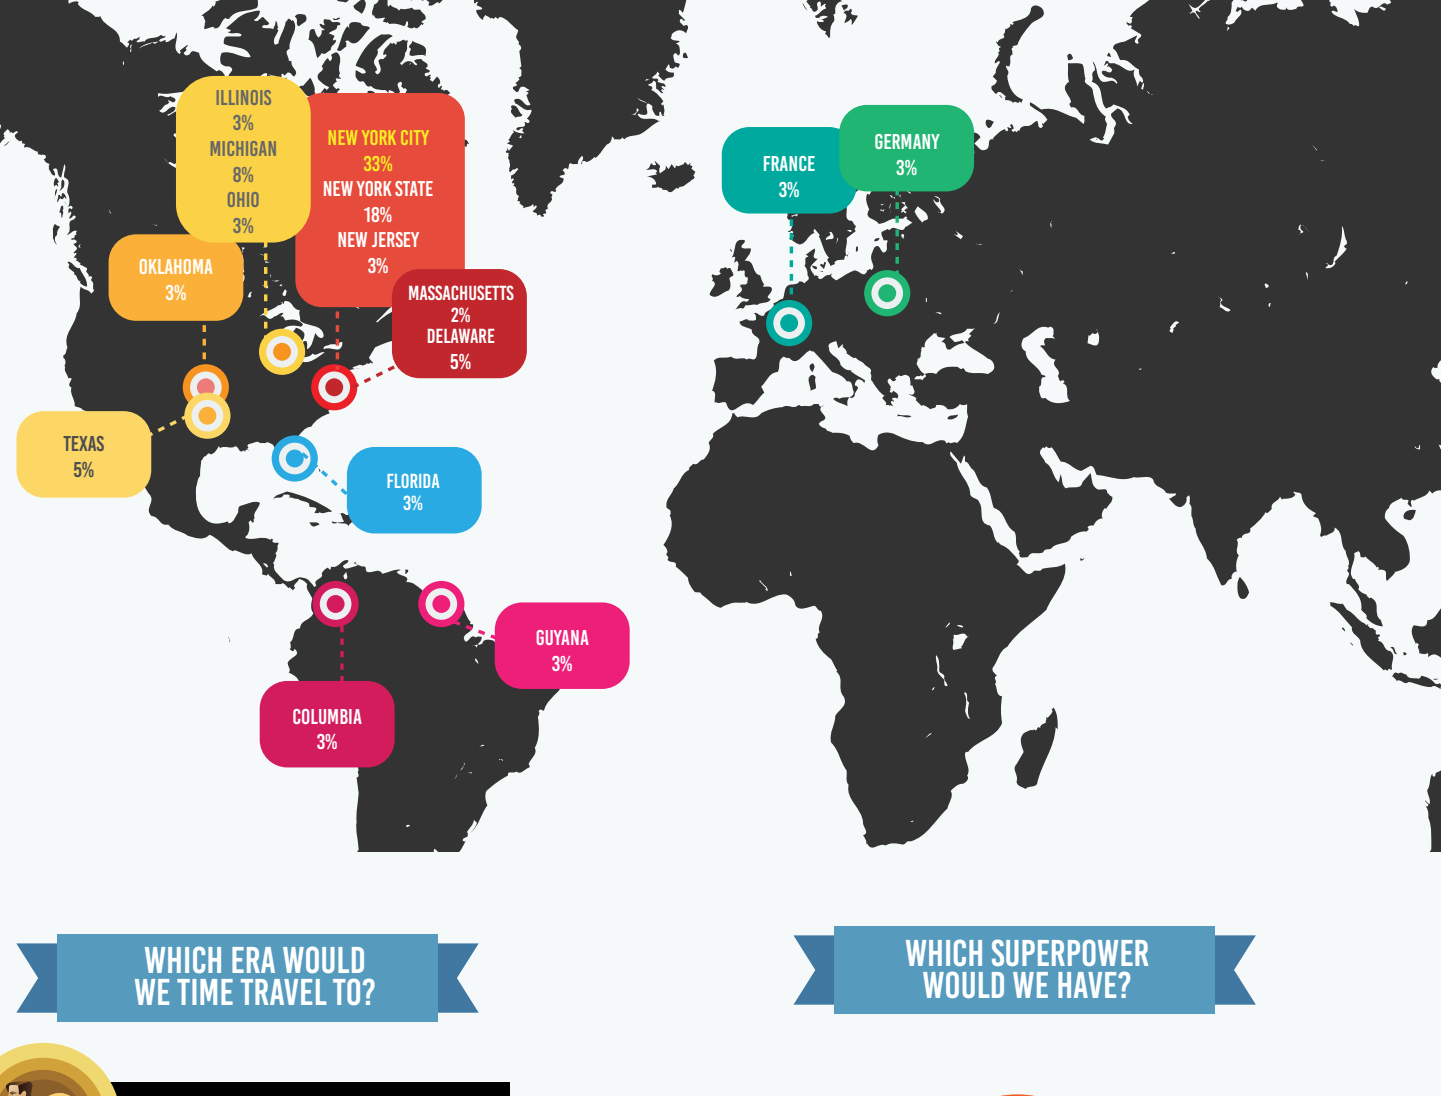 ILLINOIS
3%
MICHIGAN
8%
OHIO
3%
NEW YORK CITY
33%
NEW YORK STATE
18%
NEW JERSEY
3%
FRANCE
3%
GERMANY
3%
OKLAHOMA
3%
MASSACHUSETTS
2%
DELAWARE
5%
TEXAS
5%
FLORIDA
3%
GUYANA
3%
COLUMBIA
3%
WHICH ERA WOULD
WE TIME TRAVEL TO?
WHICH SUPERPOWER
WOULD WE HAVE?